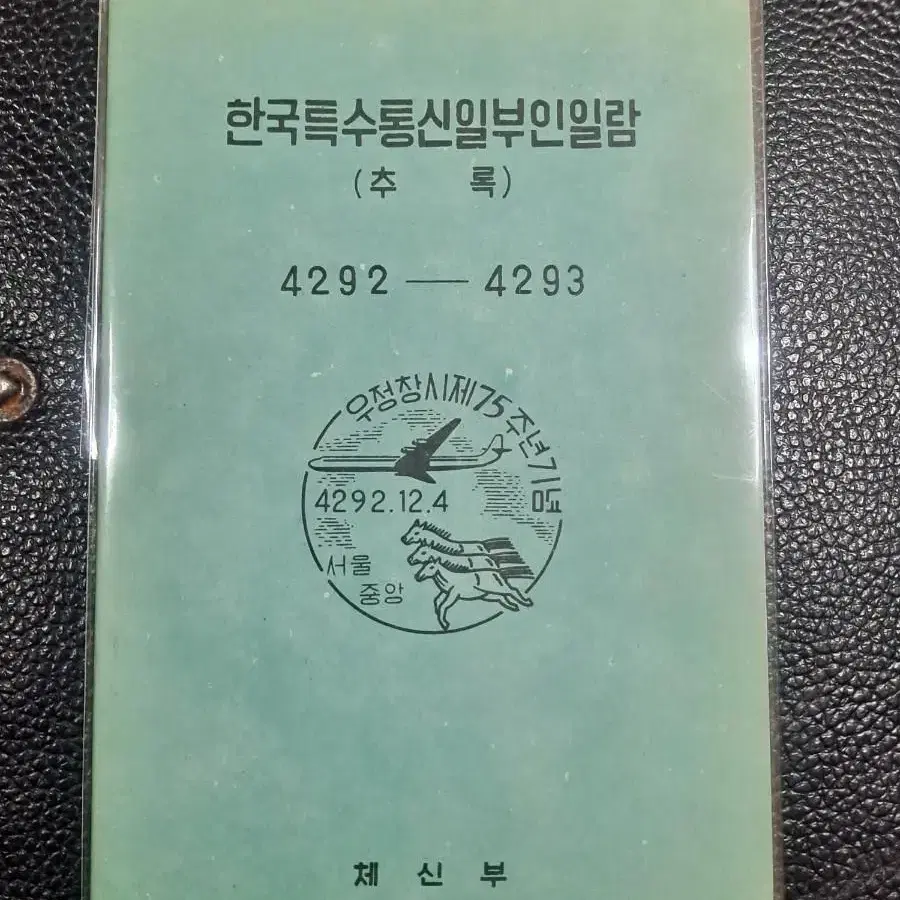 한국특수통신일부인일람
(추 록)
4292 — 4293
우정창시제75주년기념
4292.12.4
서울
중앙
체 신 부